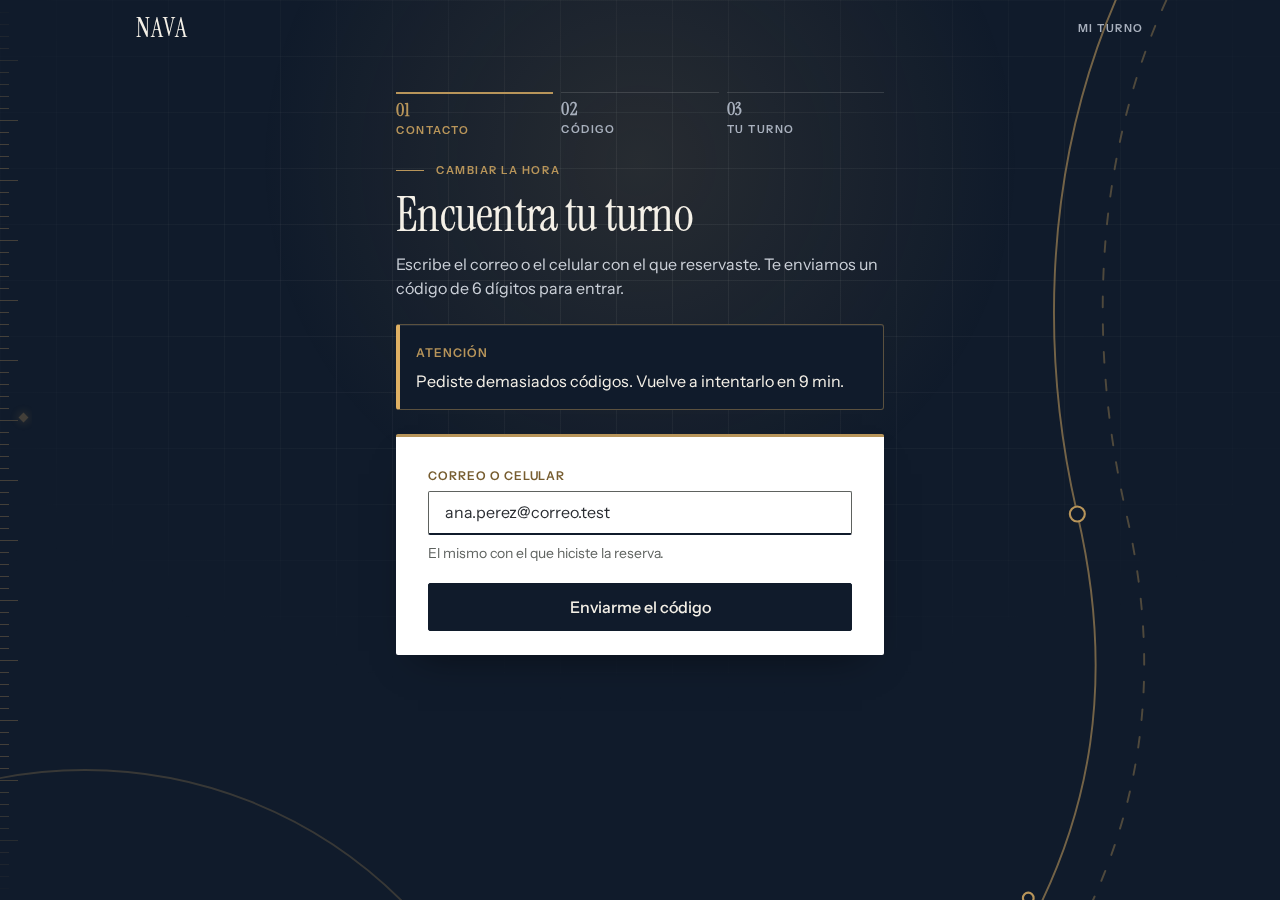 NAVA
MI TURNO
01
CONTACTO
02
CÓDIGO
03
TU TURNO
CAMBIAR LA HORA
Encuentra tu turno
Escribe el correo o el celular con el que reservaste. Te enviamos un
código de 6 dígitos para entrar.
ATENCIÓN
Pediste demasiados códigos. Vuelve a intentarlo en 9 min.
CORREO O CELULAR
ana.perez@correo.test
El mismo con el que hiciste la reserva.
Enviarme el código